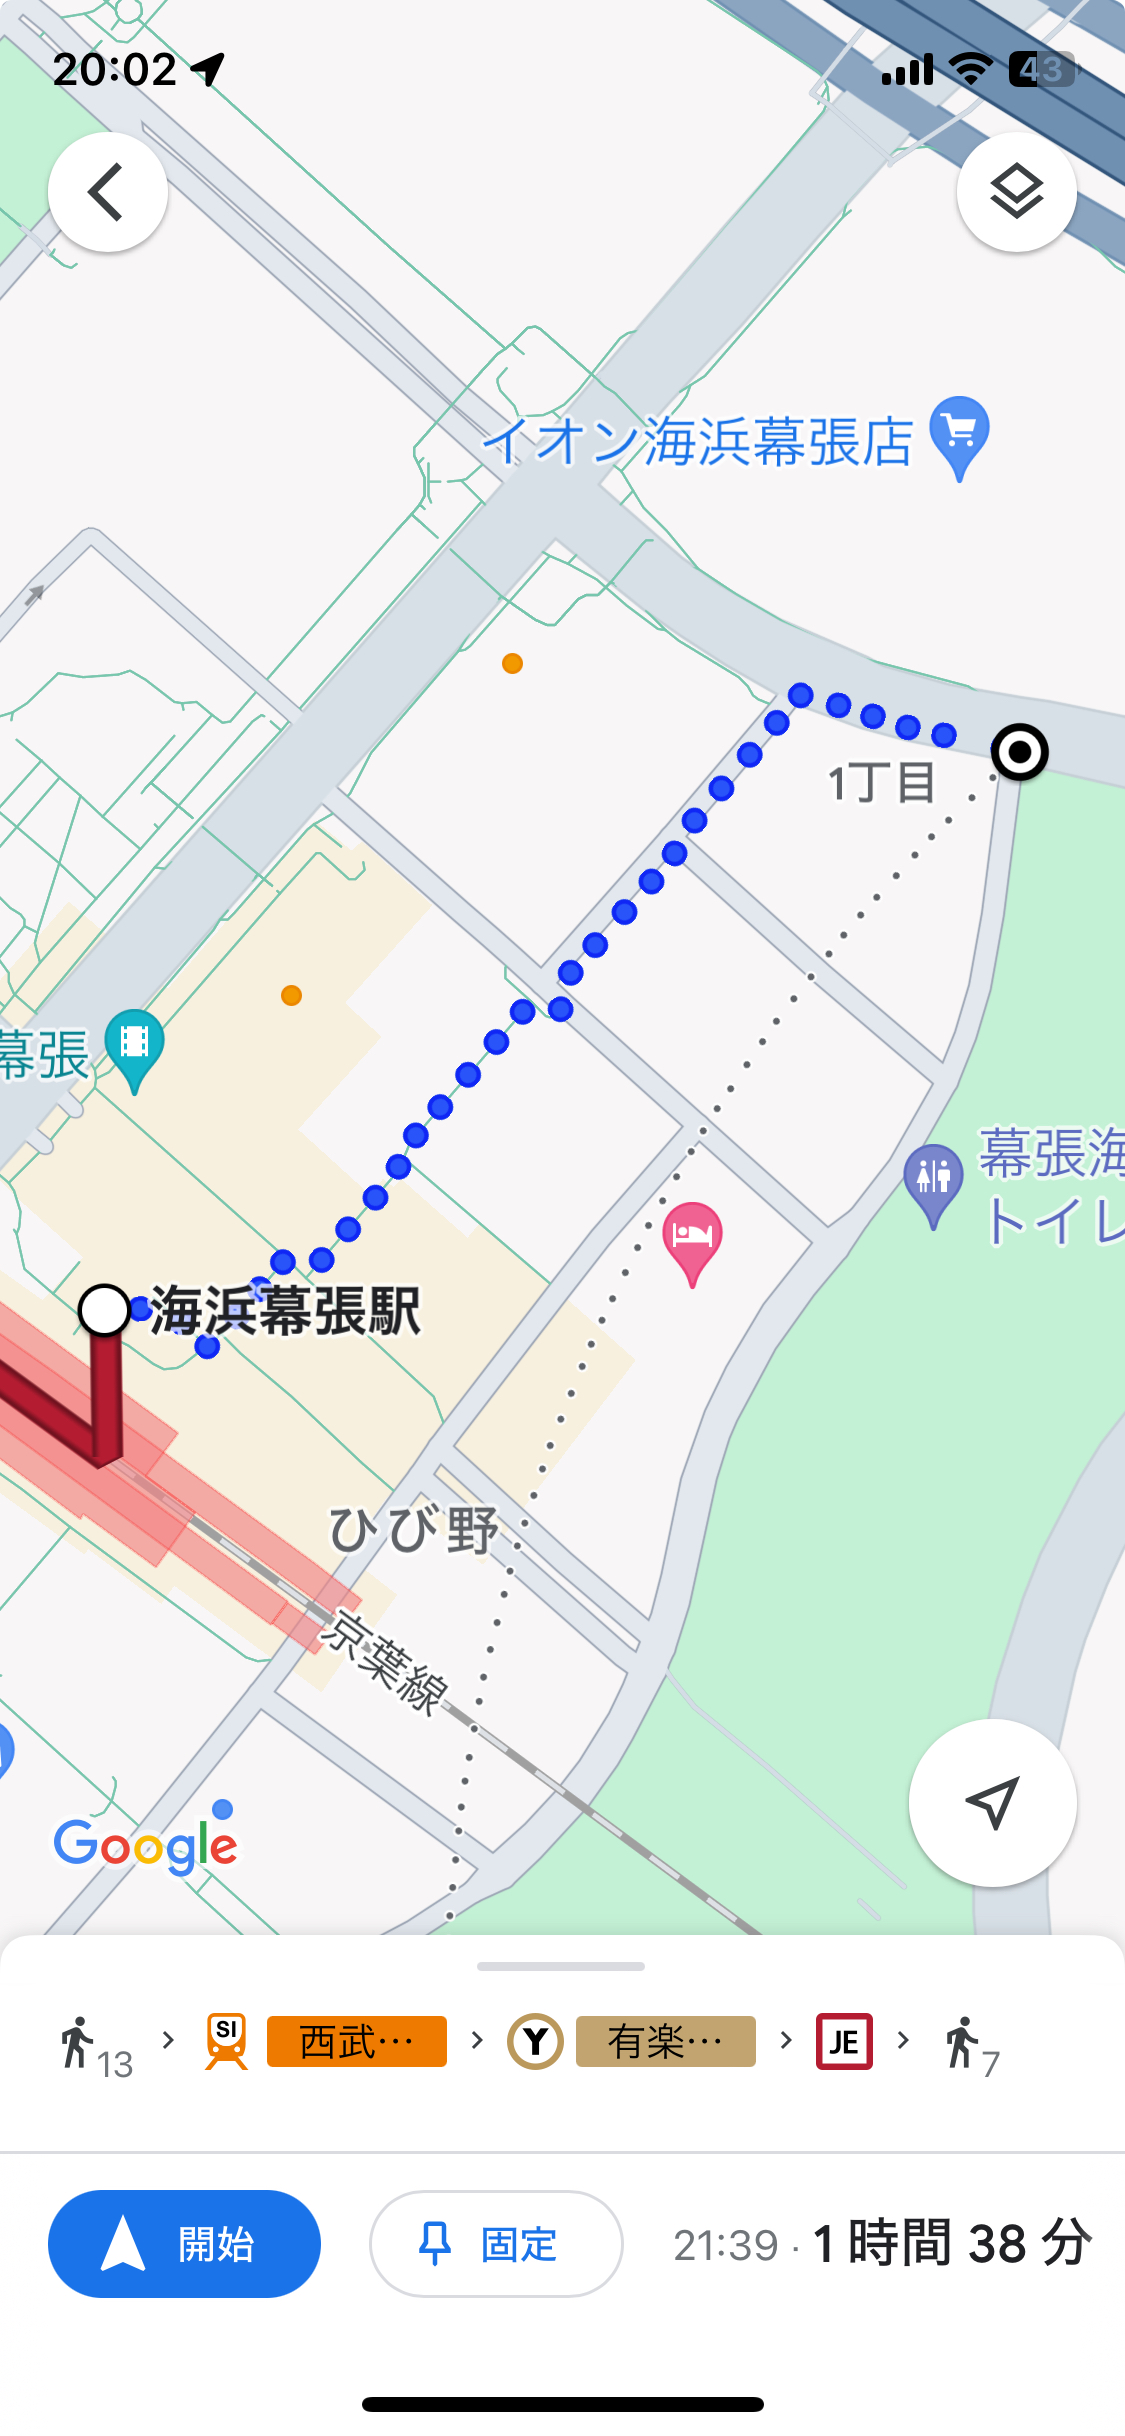 20:02
43
イオン海浜幕張店
1丁目
幕張
幕張海
トイレ
海浜幕張駅
ひび野
京葉線
Google
13
SI
西武…
Y
有楽…
JE
7
開始
固定
21:39 · 1 時間 38 分